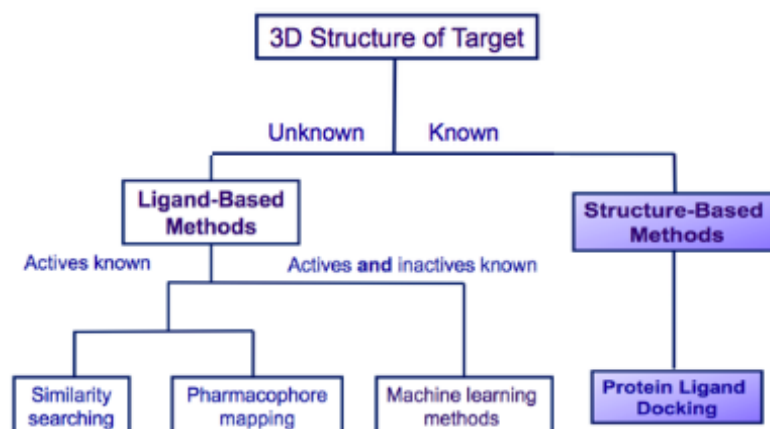 3D Structure of Target
Unknown
Known
Ligand-Based
Methods
Structure-Based
Methods
Actives known
Actives and inactives known
Similarity
searching
Pharmacophore
mapping
Machine learning
methods
Protein Ligand
Docking